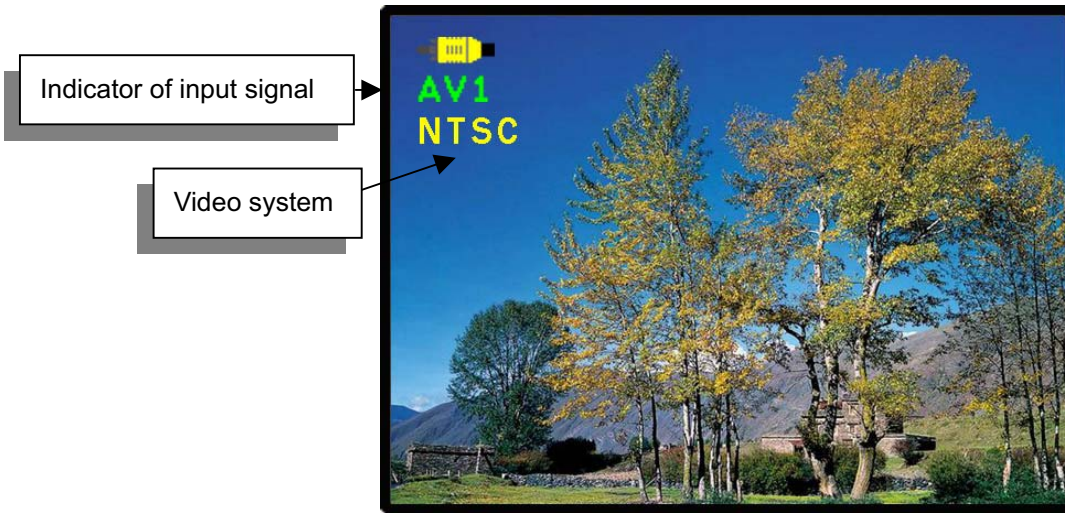 Indicator of input signal
AV1
NTSC
Video system